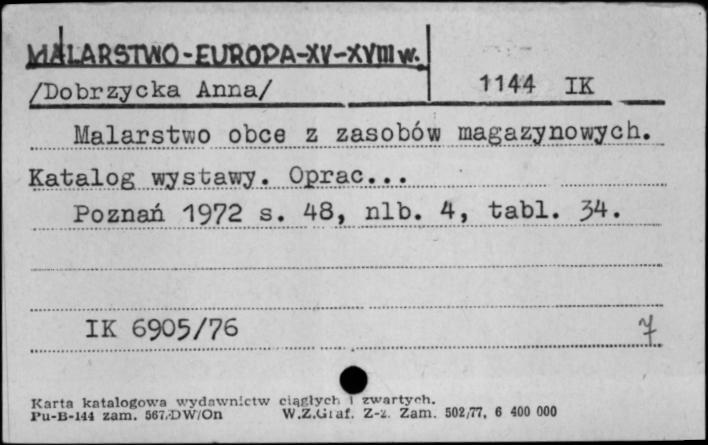 MALARSTWO-EUROPA-XV-XVIII w.
/Dobrzycka Anna/ 1144 IK
Malarstwo obce z zasobów magazynowych.
Katalog wystawy. Oprac...
Poznań 1972 s. 48, nlb. 4, tabl. 34.
IK 6905/76 7
Karta katalogowa wydawnictw ciągłych i zwartych.
Pu-B-144 zam. 567/DW/On W.Z.Graf. Z-2. Zam. 502/77, 6 400 000